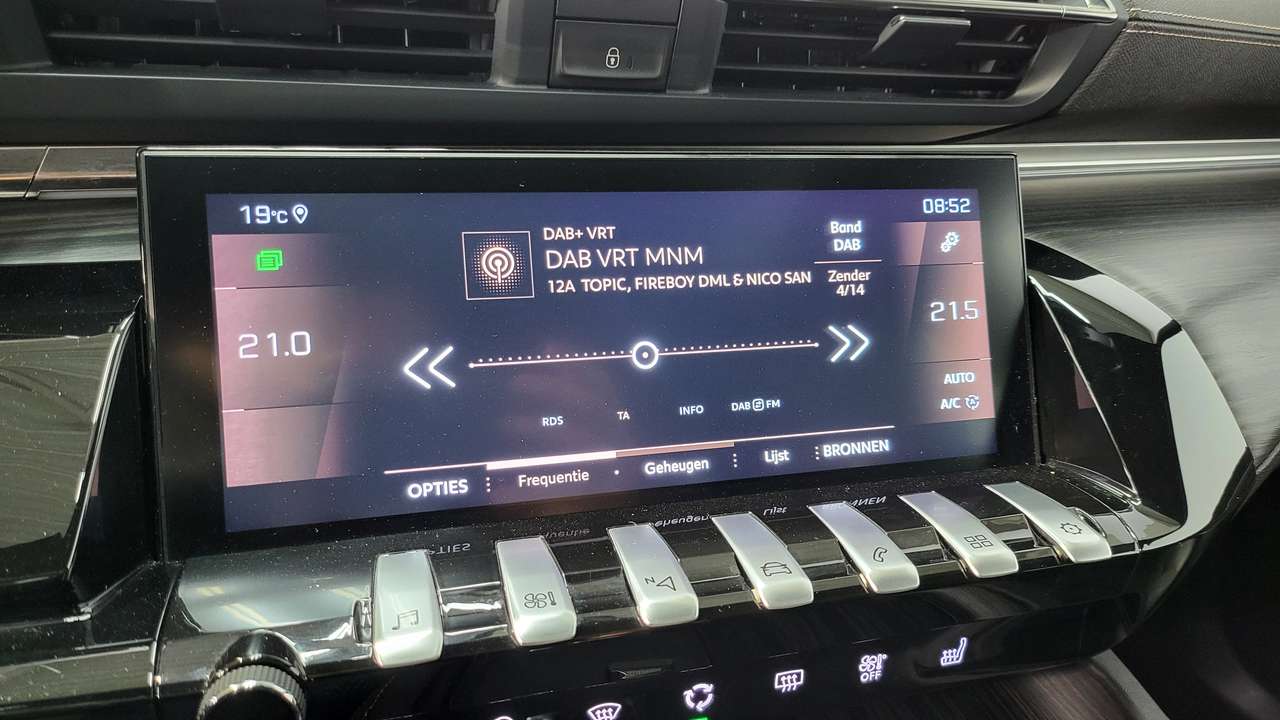 19°C
08:52
DAB+ VRT
DAB VRT MNM
12A TOPIC, FIREBOY DML & NICO SAN
Band
DAB
Zender
4/14
21.0
21.5
AUTO
A/C
RDS
TA
INFO
DAB FM
OPTIES
Frequentie
Geheugen
Lijst
BRONNEN
N
OFF